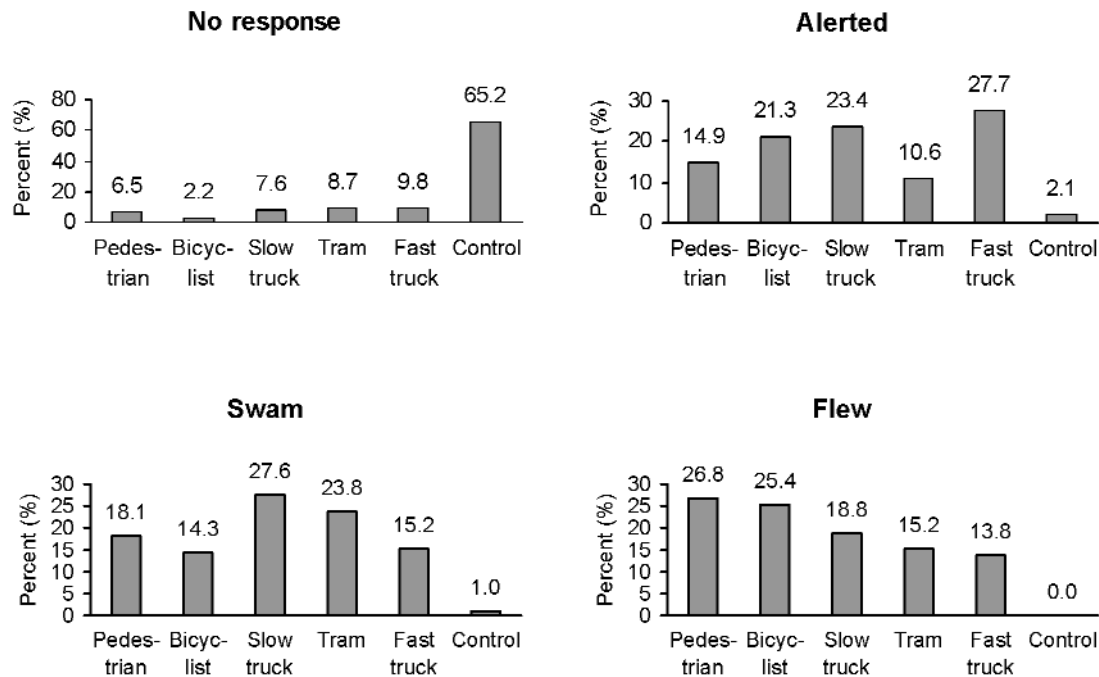 No response
Percent (%)
80
60
40
20
0
6.5
2.2
7.6
8.7
9.8
65.2
Pedes-
trian
Bicyc-
list
Slow
truck
Tram
Fast
truck
Control
Alerted
Percent (%)
30
20
10
0
14.9
21.3
23.4
10.6
27.7
2.1
Pedes-
trian
Bicyc-
list
Slow
truck
Tram
Fast
truck
Control
Swam
Percent (%)
30
25
20
15
10
5
0
18.1
14.3
27.6
23.8
15.2
1.0
Pedes-
trian
Bicyc-
list
Slow
truck
Tram
Fast
truck
Control
Flew
Percent (%)
30
25
20
15
10
5
0
26.8
25.4
18.8
15.2
13.8
0.0
Pedes-
trian
Bicyc-
list
Slow
truck
Tram
Fast
truck
Control